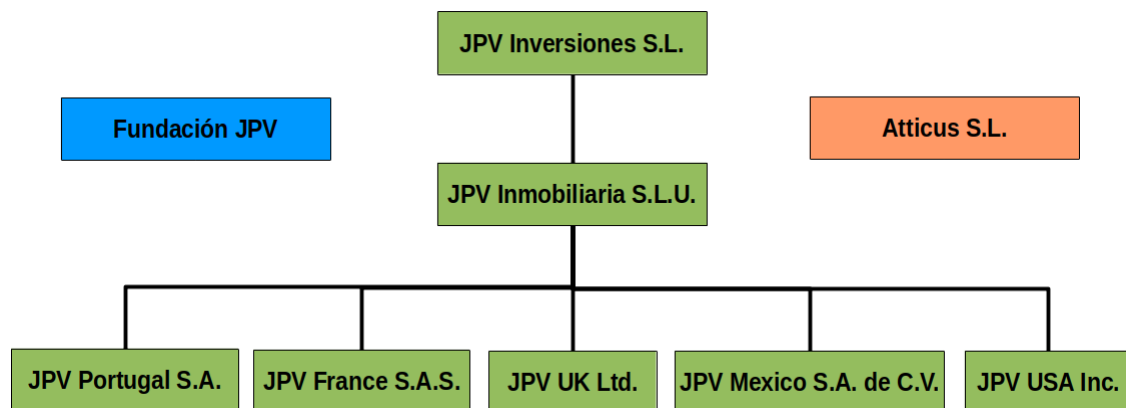 JPV Inversiones S.L.
Fundación JPV
Atticus S.L.
JPV Inmobiliaria S.L.U.
JPV Portugal S.A.
JPV France S.A.S.
JPV UK Ltd.
JPV Mexico S.A. de C.V.
JPV USA Inc.